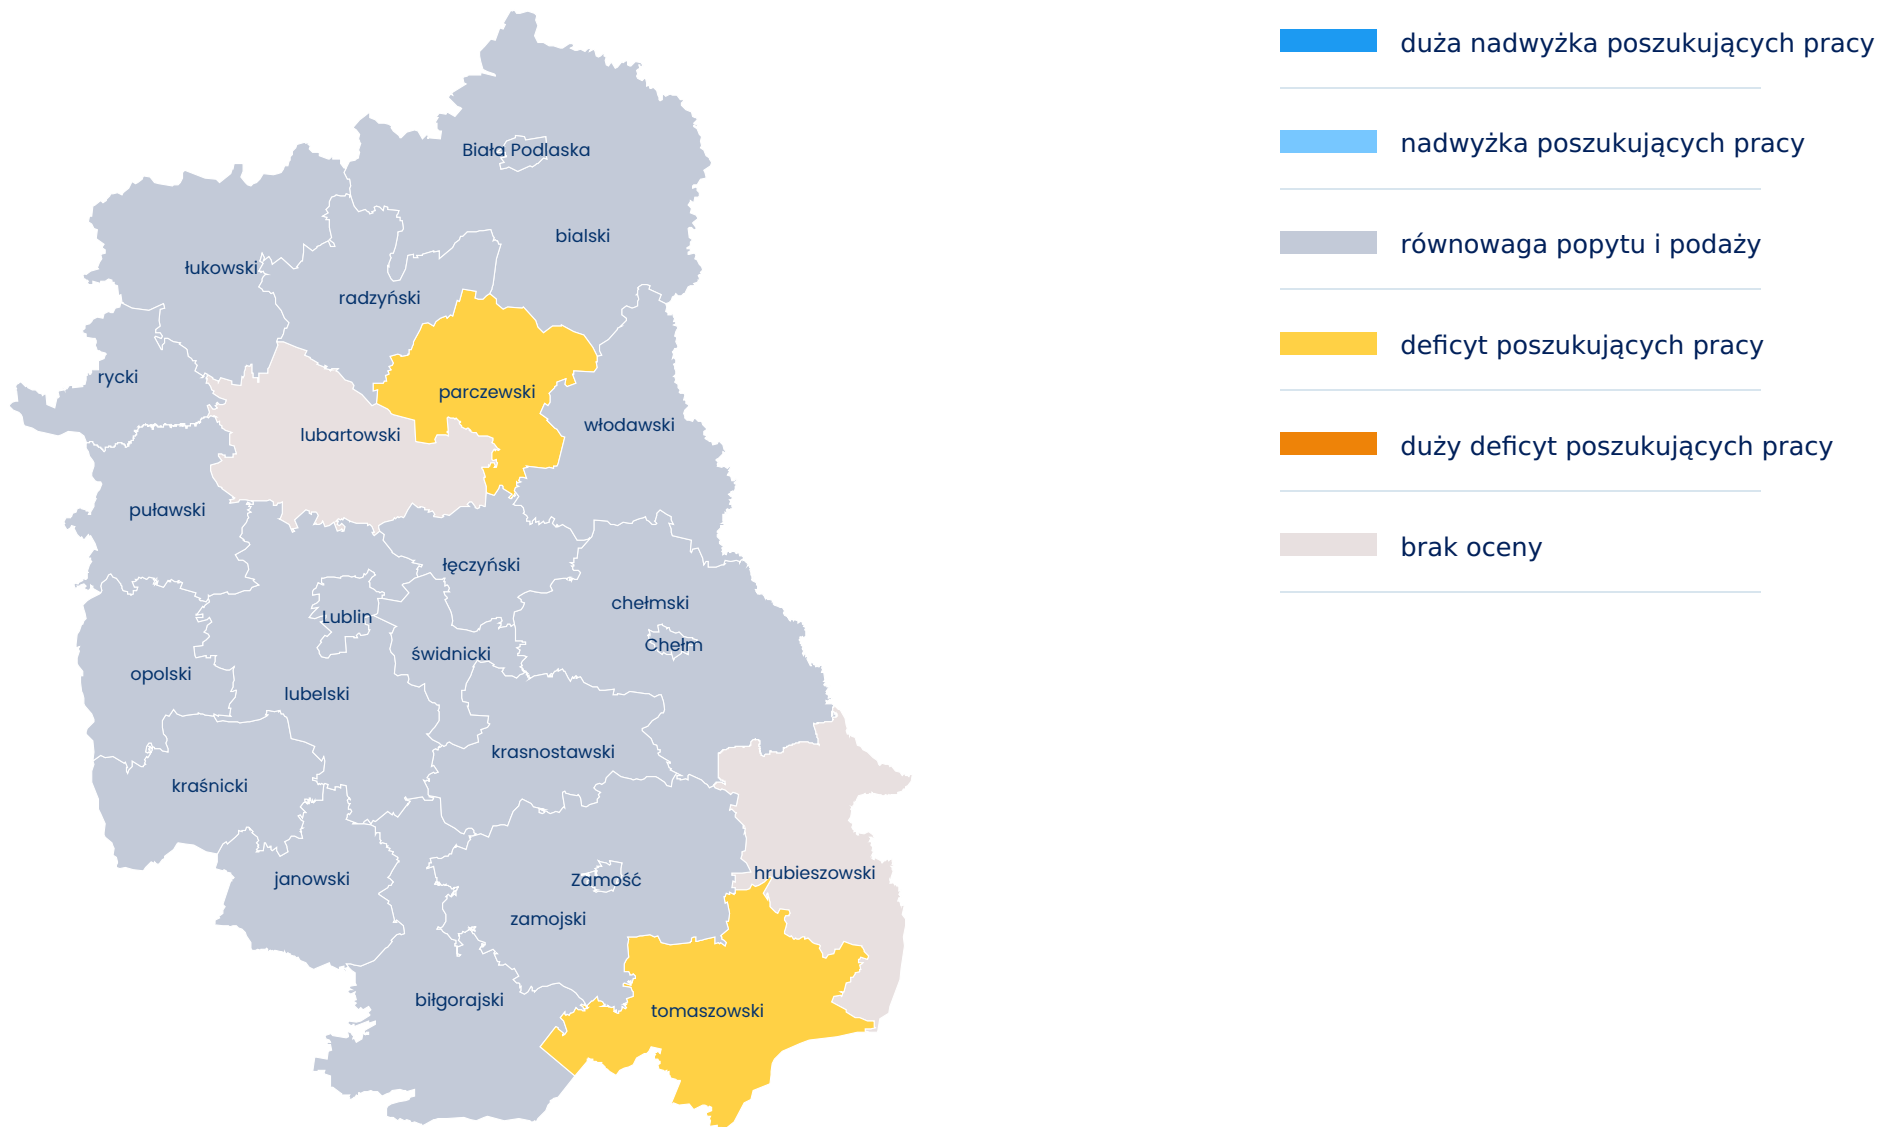 Biała Podlaska
bialski
łukowski
radzyński
rycki
parczewski
lubartowski
włodawski
puławski
łęczyński
chełmski
Lublin
Chełm
świdnicki
opolski
lubelski
krasnostawski
kraśnicki
hrubieszowski
janowski
Zamość
zamojski
biłgorajski
tomaszowski
duża nadwyżka poszukujących pracy
nadwyżka poszukujących pracy
równowaga popytu i podaży
deficyt poszukujących pracy
duży deficyt poszukujących pracy
brak oceny